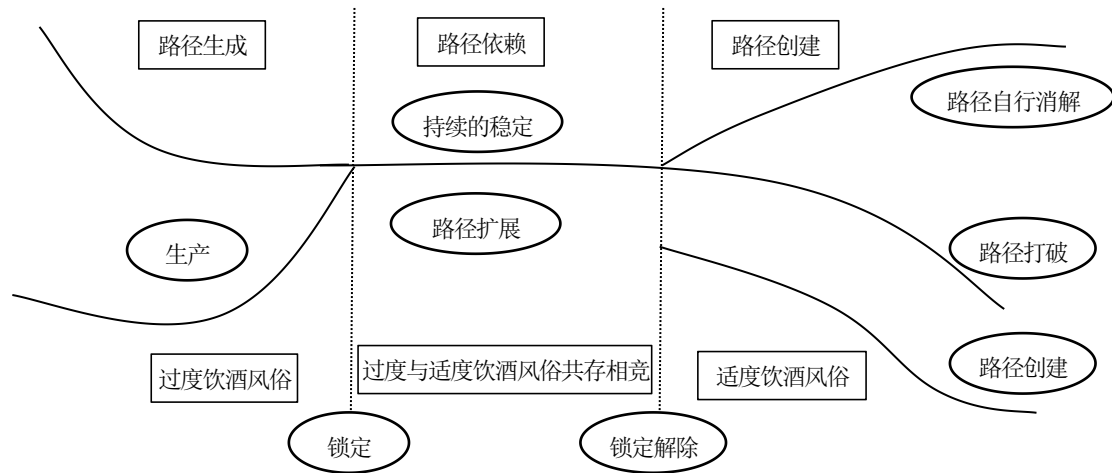 路径生成
路径依赖
路径创建
路径自行消解
持续的稳定
路径扩展
生产
路径打破
路径创建
过度饮酒风俗
过度与适度饮酒风俗共存相竞
适度饮酒风俗
锁定
锁定解除